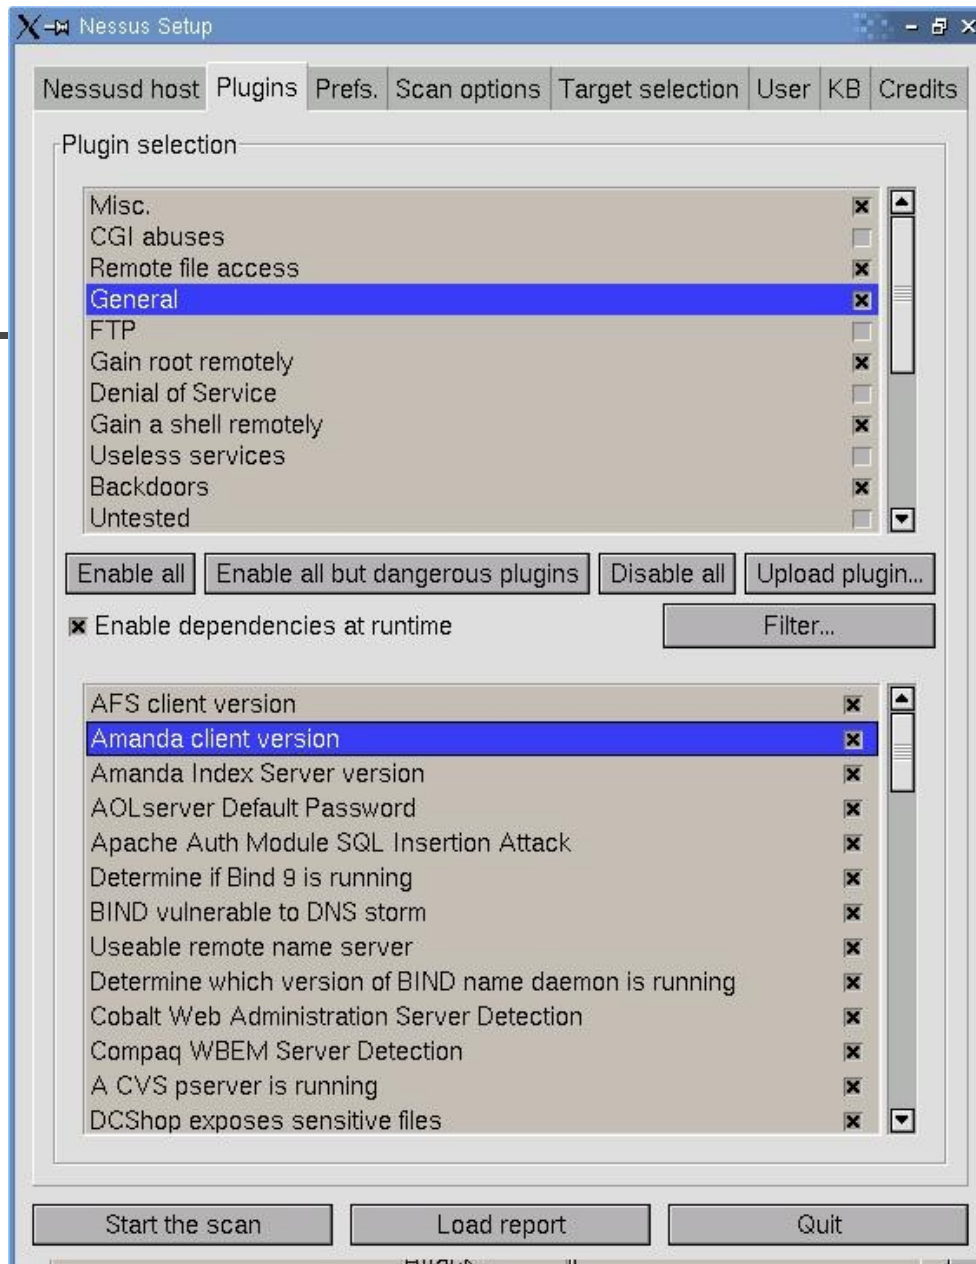 Nessus Setup
Nessusd host Plugins Prefs. Scan options Target selection User KB Credits
Plugin selection
Misc.
CGI abuses
Remote file access
General
FTP
Gain root remotely
Denial of Service
Gain a shell remotely
Useless services
Backdoors
Untested
Enable all Enable all but dangerous plugins Disable all Upload plugin...
Enable dependencies at runtime Filter...
AFS client version
Amanda client version
Amanda Index Server version
AOLserver Default Password
Apache Auth Module SQL Insertion Attack
Determine if Bind 9 is running
BIND vulnerable to DNS storm
Useable remote name server
Determine which version of BIND name daemon is running
Cobalt Web Administration Server Detection
Compaq WBEM Server Detection
A CVS pserver is running
DCShop exposes sensitive files
Start the scan Load report Quit